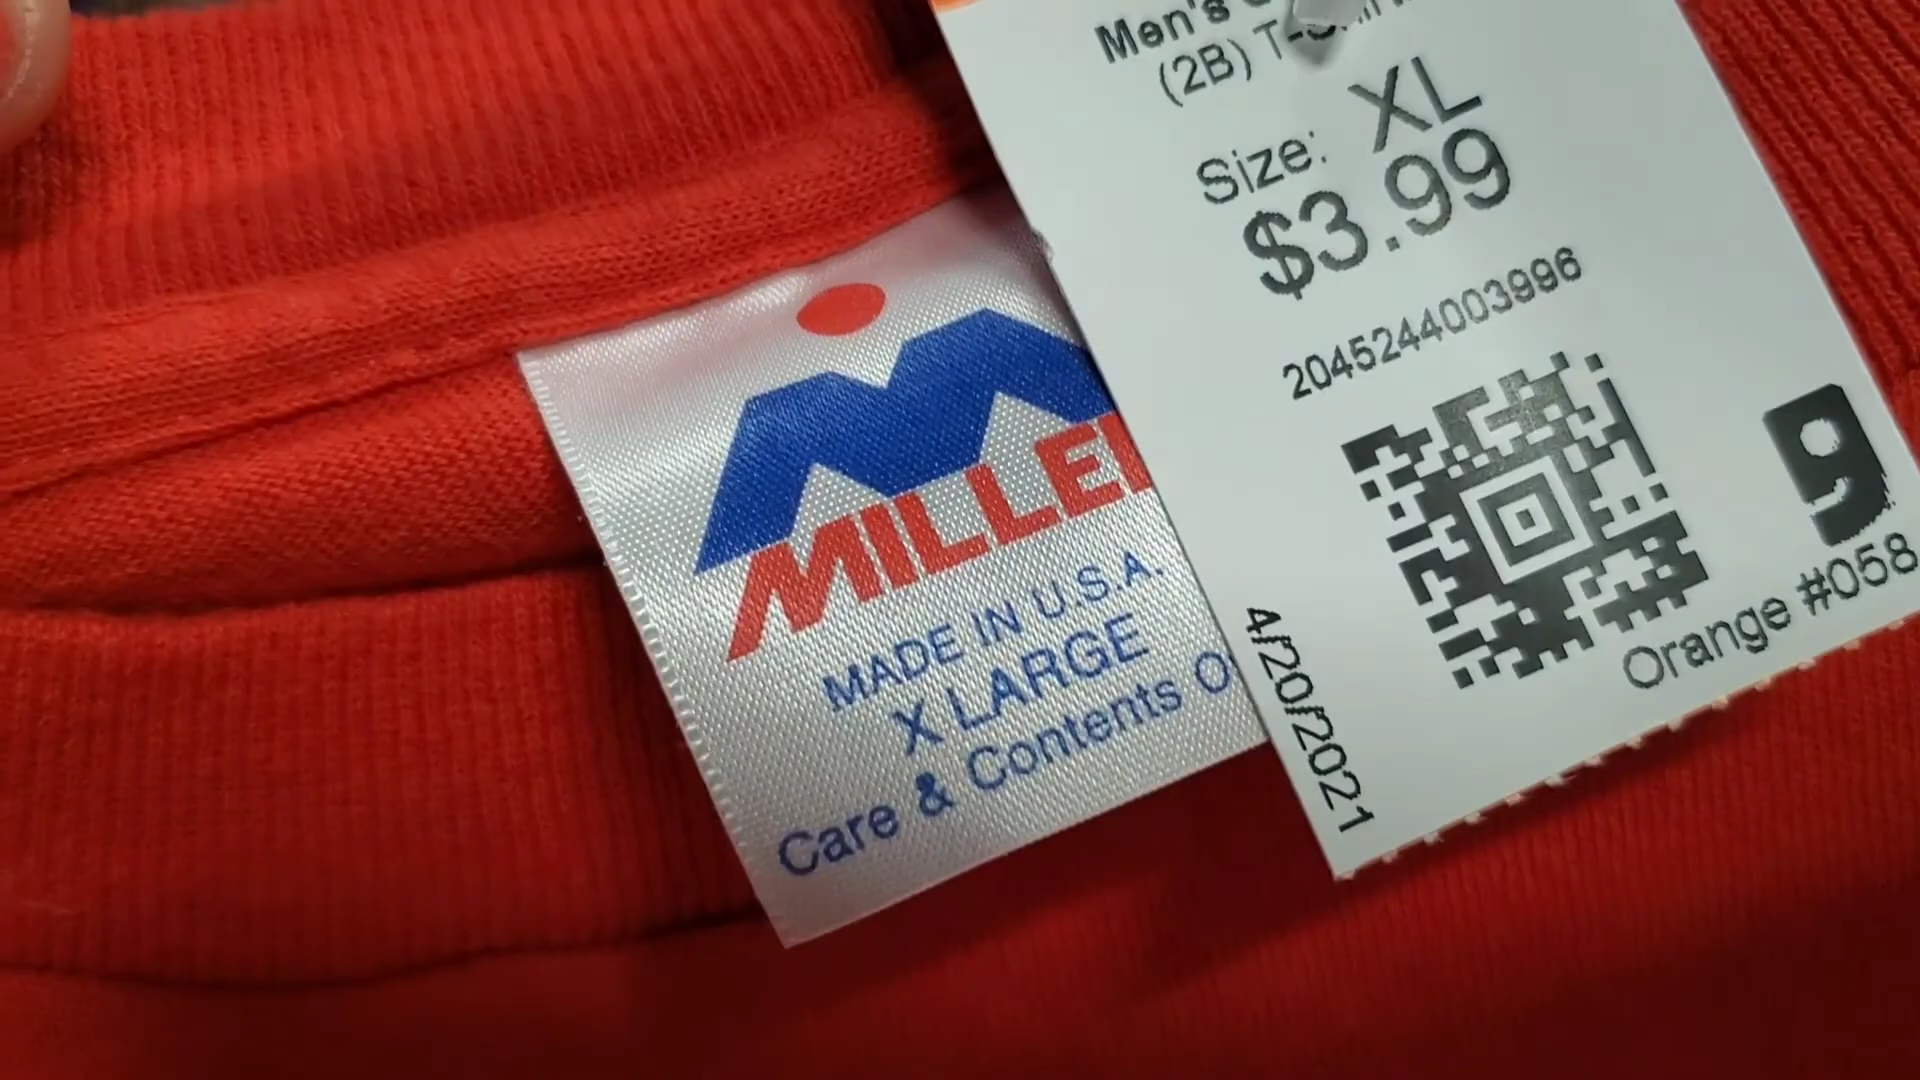 MILLE
MADE IN U.S.A.
X LARGE
Care & Contents
Men's
(2B)
Size: XL
$3.99
2045244003996
g
Orange #058
4/20/2021